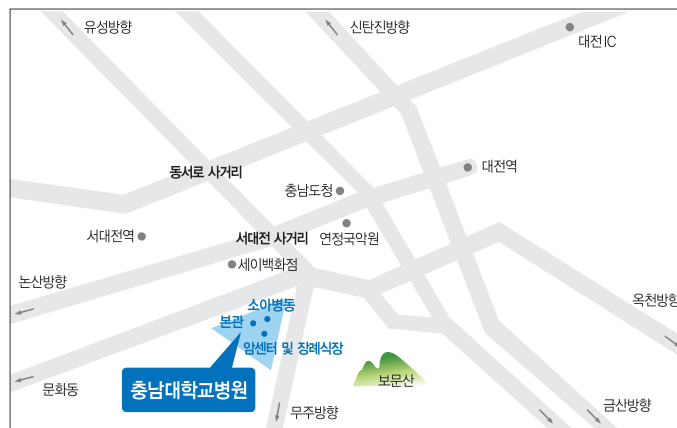 유성방향
신탄진방향
대전 IC
동서로 사거리
대전역
충남도청
서대전역
서대전 사거리
연정국악원
세이백화점
논산방향
옥천방향
소아병동
본관
암센터 및 장례식장
보문산
충남대학교병원
문화동
무주방향
금산방향